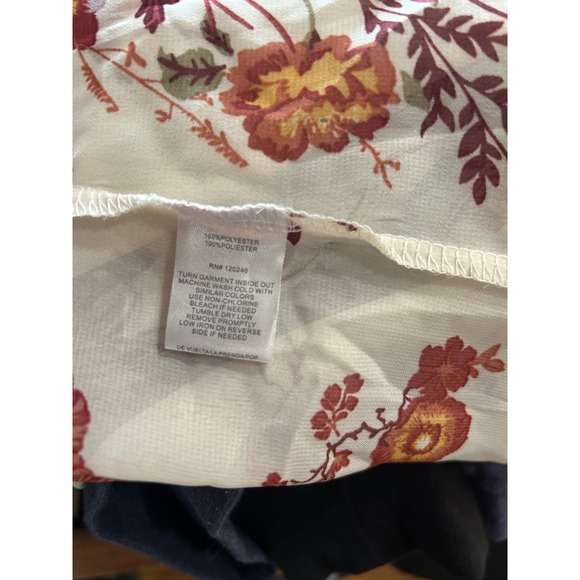 100%POLYESTER
100%POLIÉSTER
RN# 120246
TURN GARMENT INSIDE OUT
MACHINE WASH COLD WITH
SIMILAR COLORS
USE NON-CHLORINE
BLEACH IF NEEDED
TUMBLE DRY LOW
REMOVE PROMPTLY
LOW IRON ON REVERSE
SIDE IF NEEDED
DE VUELTA LA PRENDA POR